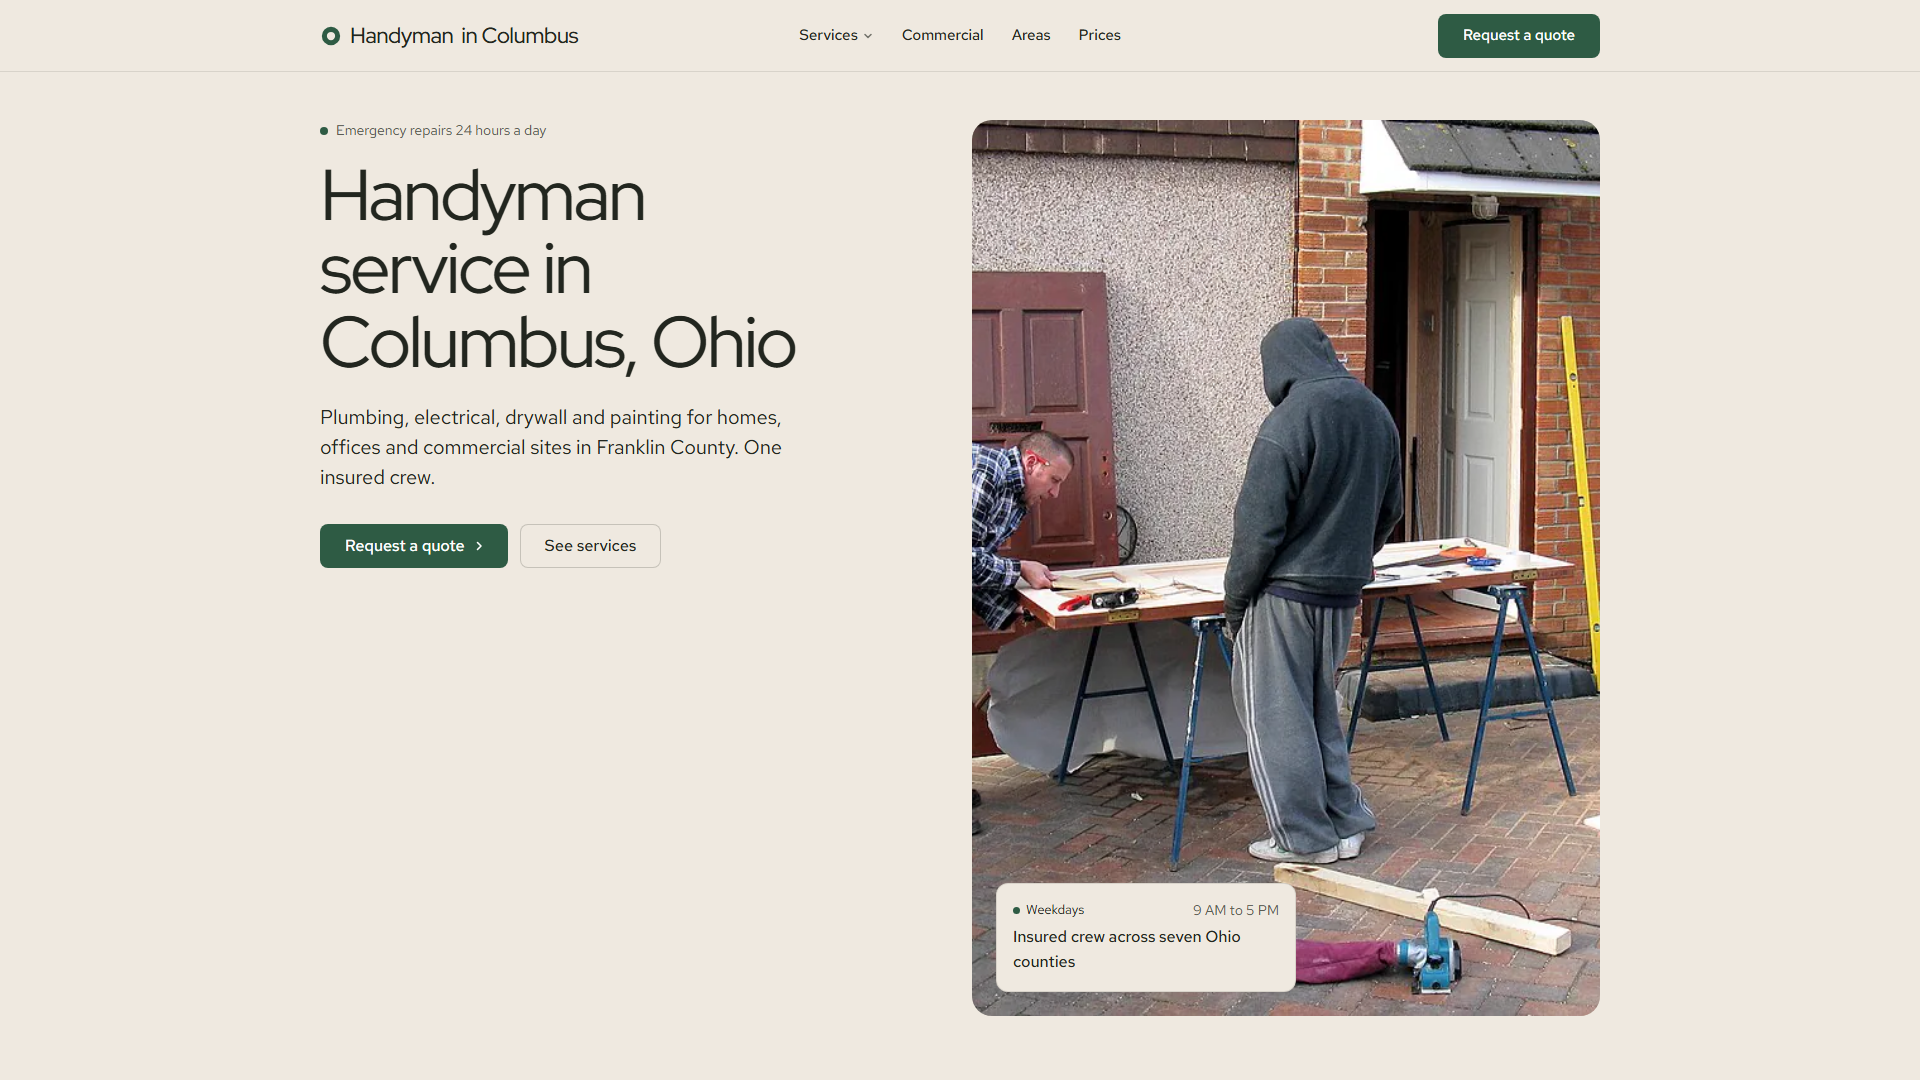 Handyman in Columbus
Services
Commercial
Areas
Prices
Request a quote
Emergency repairs 24 hours a day
Handyman
service in
Columbus, Ohio
Plumbing, electrical, drywall and painting for homes,
offices and commercial sites in Franklin County. One
insured crew.
Request a quote
See services
Weekdays
9 AM to 5 PM
Insured crew across seven Ohio
counties